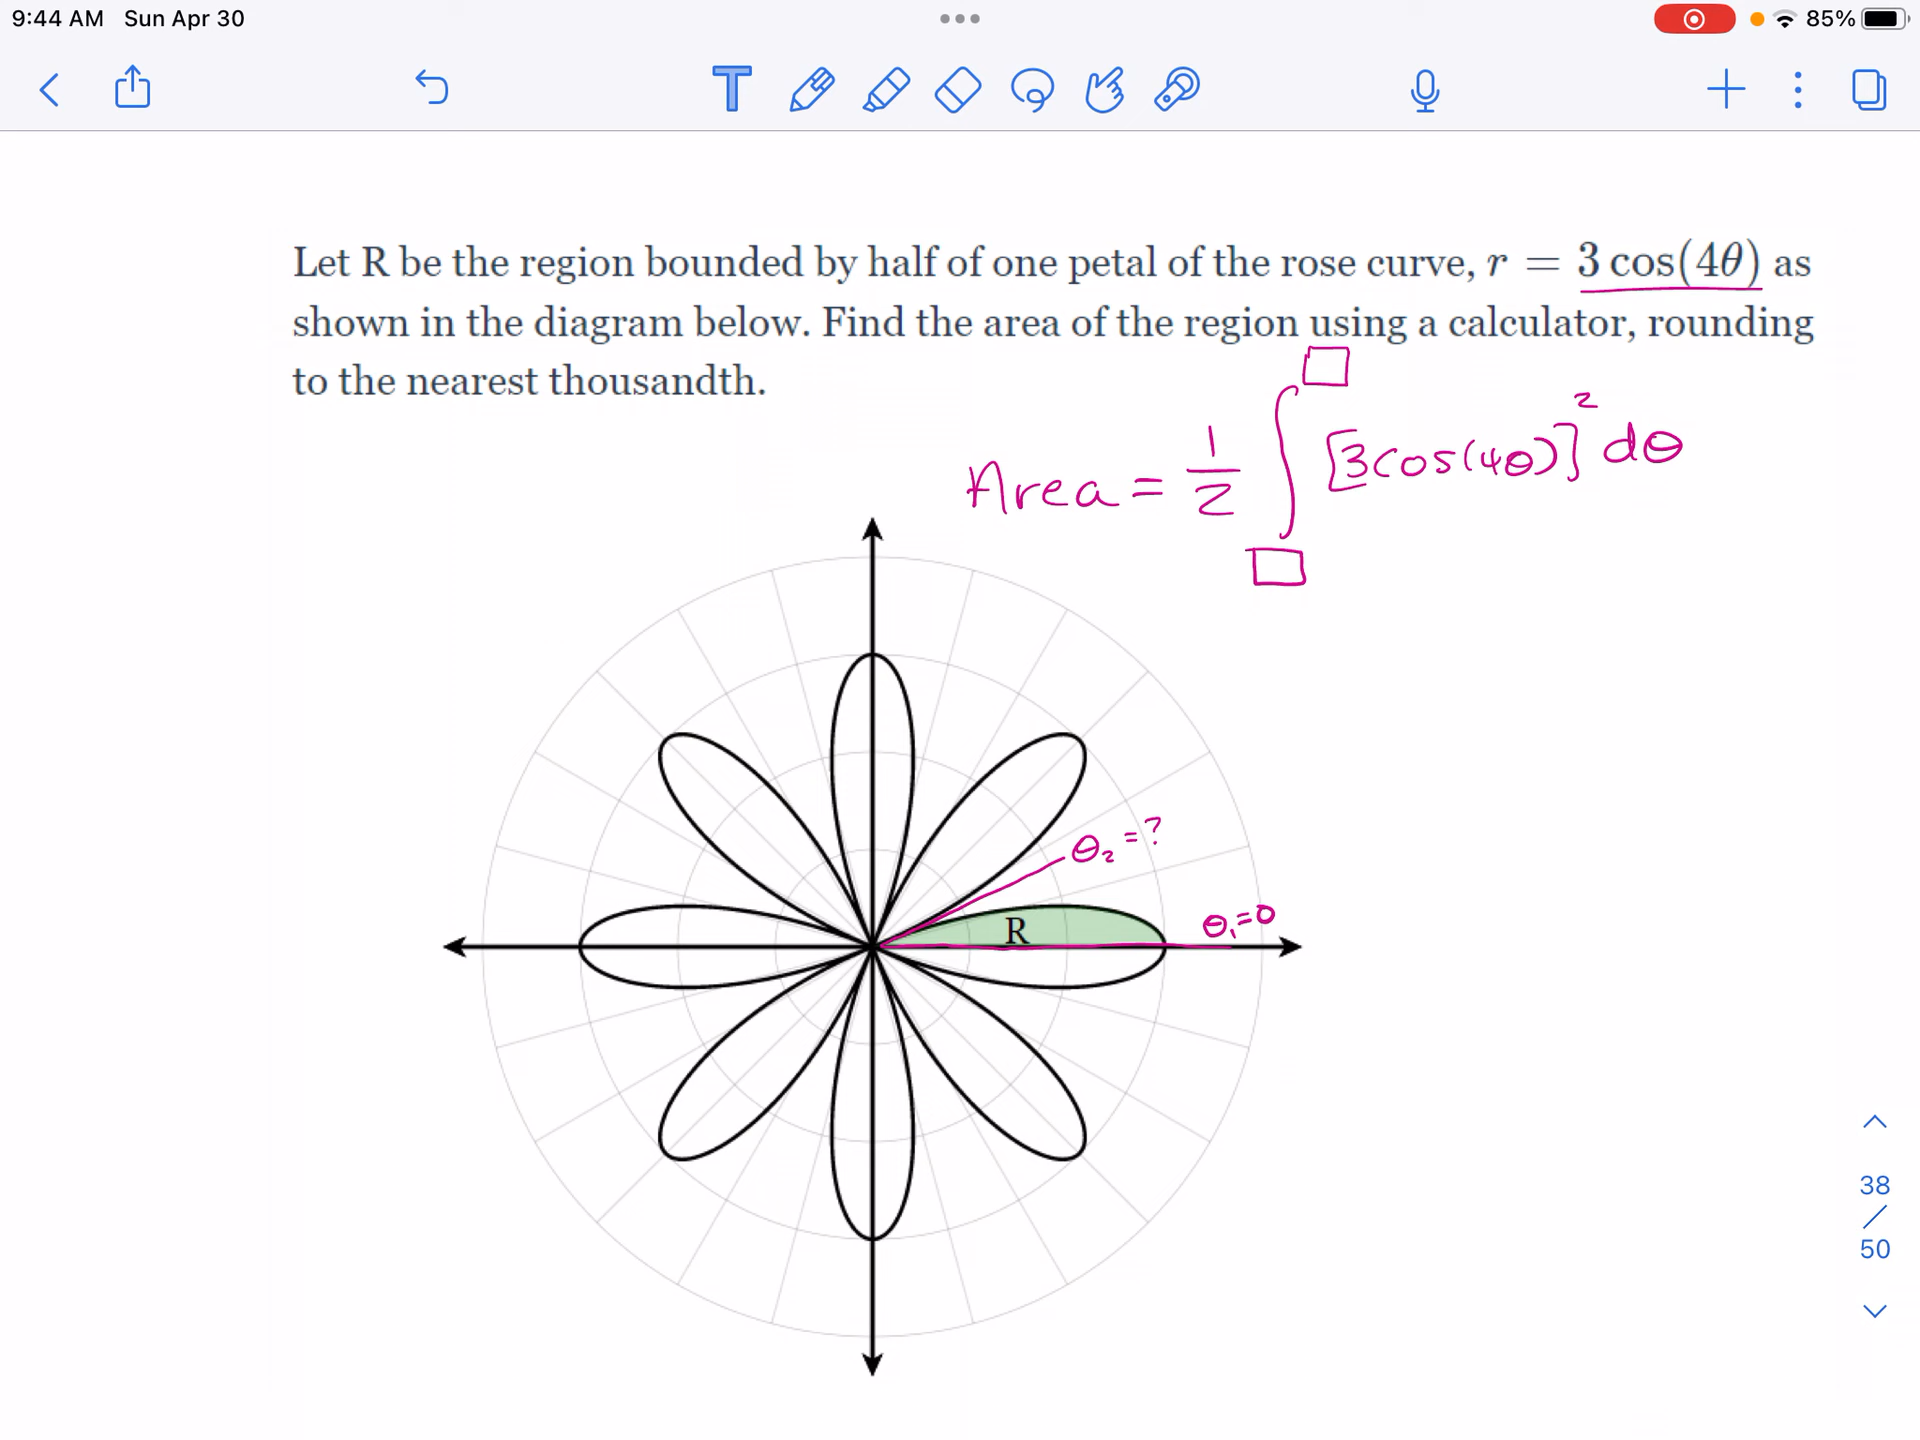 9:44 AM Sun Apr 30
85%
T
Let R be the region bounded by half of one petal of the rose curve, r = 3 cos(4θ) as
shown in the diagram below. Find the area of the region using a calculator, rounding
to the nearest thousandth.
Area = 1/2 ∫ [3cos(4θ)]² dθ
θ₂ = ?
R
θ₁=0
38
/
50